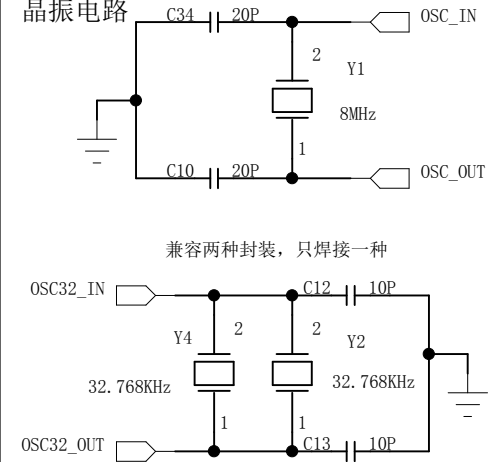 晶振电路
C34 20P OSC_IN
2
Y1
8MHz
1
C10 20P OSC_OUT
兼容两种封装，只焊接一种
OSC32_IN C12 10P
Y4 2 2 Y2
32.768KHz 32.768KHz
1 1
OSC32_OUT C13 10P